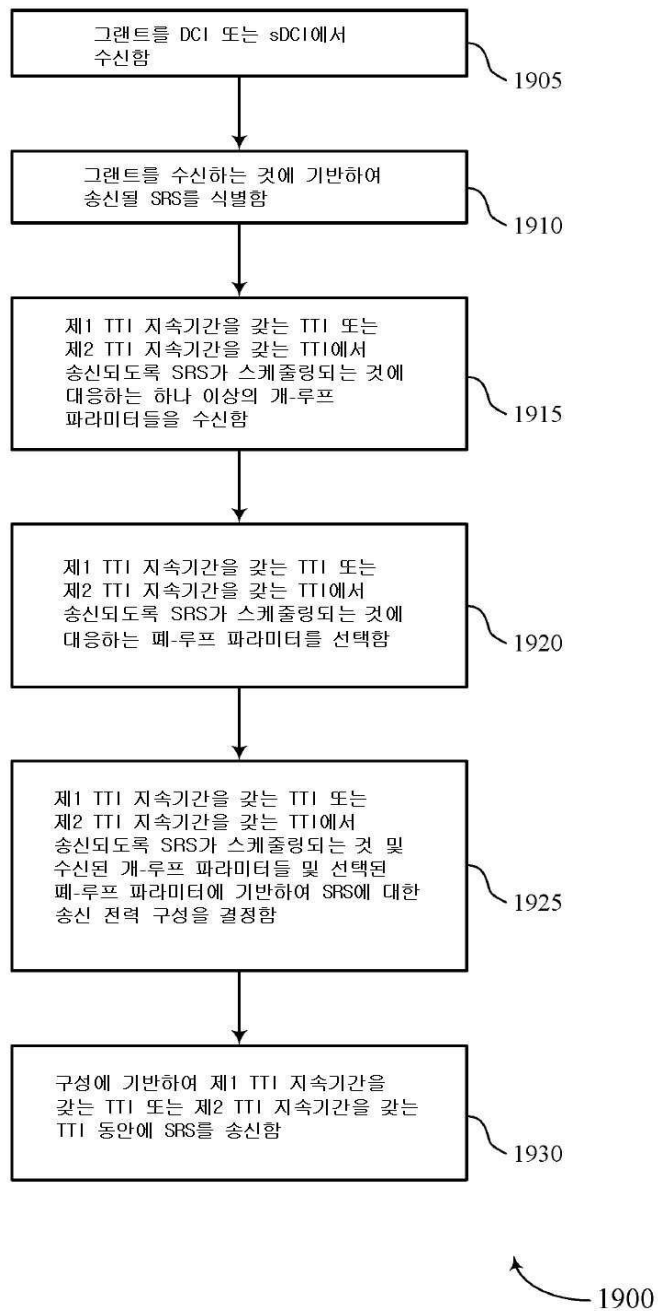 그랜트를 DCI 또는 sDCI에서
수신함
1905
그랜트를 수신하는 것에 기반하여
송신될 SRS를 식별함
1910
제1 TTI 지속기간을 갖는 TTI 또는
제2 TTI 지속기간을 갖는 TTI에서
송신되도록 SRS가 스케줄링되는 것에
대응하는 하나 이상의 개-루프
파라미터들을 수신함
1915
제1 TTI 지속기간을 갖는 TTI 또는
제2 TTI 지속기간을 갖는 TTI에서
송신되도록 SRS가 스케줄링되는 것에
대응하는 폐-루프 파라미터를 선택함
1920
제1 TTI 지속기간을 갖는 TTI 또는
제2 TTI 지속기간을 갖는 TTI에서
송신되도록 SRS가 스케줄링되는 것 및
수신된 개-루프 파라미터들 및 선택된
폐-루프 파라미터에 기반하여 SRS에 대한
송신 전력 구성을 결정함
1925
구성에 기반하여 제1 TTI 지속기간을
갖는 TTI 또는 제2 TTI 지속기간을 갖는
TTI 동안에 SRS를 송신함
1930
1900